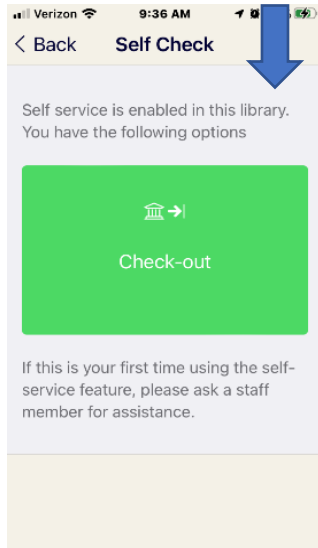 Verizon 9:36 AM
Back Self Check
Self service is enabled in this library.
You have the following options
Check-out
If this is your first time using the self-
service feature, please ask a staff
member for assistance.